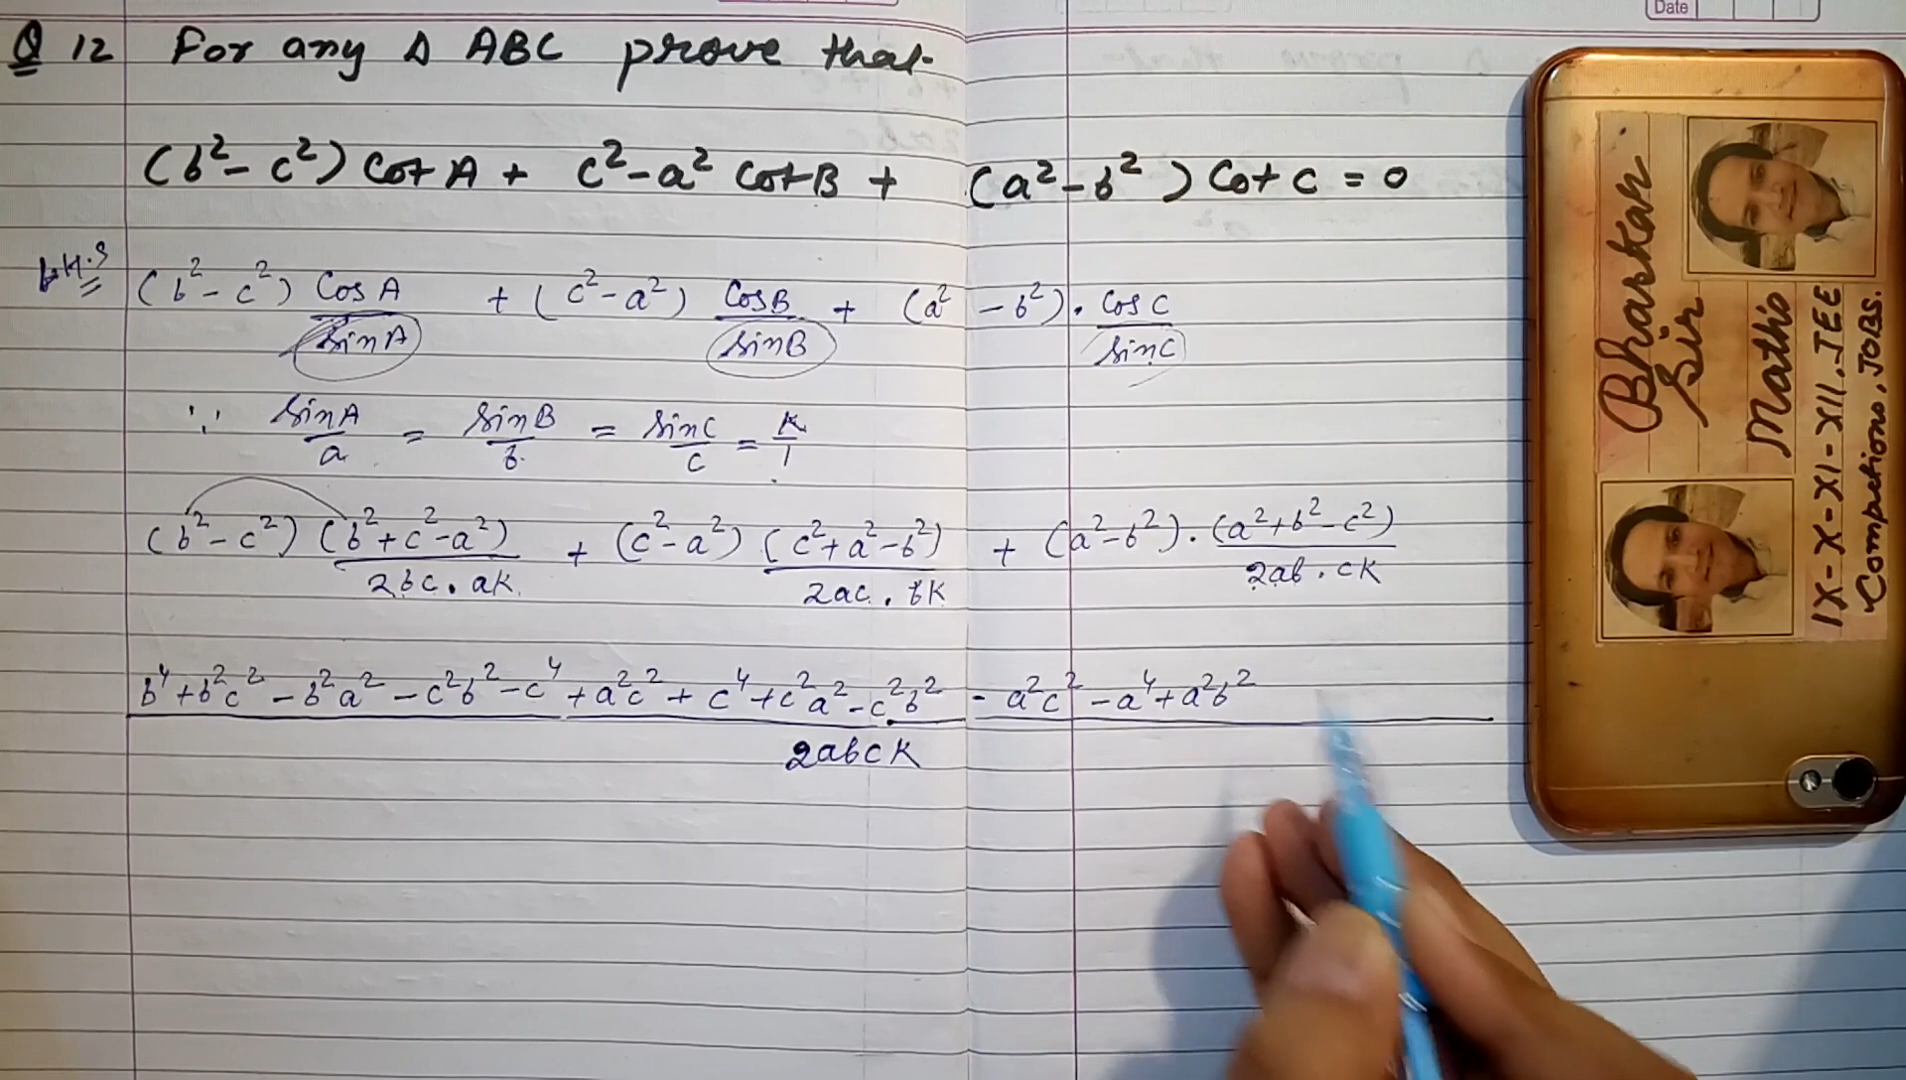 Date
Q 12 For any Δ ABC prove that.
(b² - c²) Cot A + c² - a² Cot B + (a² - b²) Cot C = 0
L.H.S (b² - c²) Cos A / Sin A + (c² - a²) Cos B / Sin B + (a² - b²) . Cos C / Sin C
∵ Sin A / a = Sin B / b = Sin C / c = K / 1
(b² - c²) (b² + c² - a²) / 2bc . aK + (c² - a²) (c² + a² - b²) / 2ac . bK + (a² - b²) . (a² + b² - c²) / 2ab . cK
b⁴ + b²c² - b²a² - c²b² - c⁴ + a²c² + c⁴ + c²a² - c²b² - a²c² - a⁴ + a²b²
2abcK
Bhaskar
Sir
Maths
IX - X - XI - XII, JEE
Compations, JOBS.